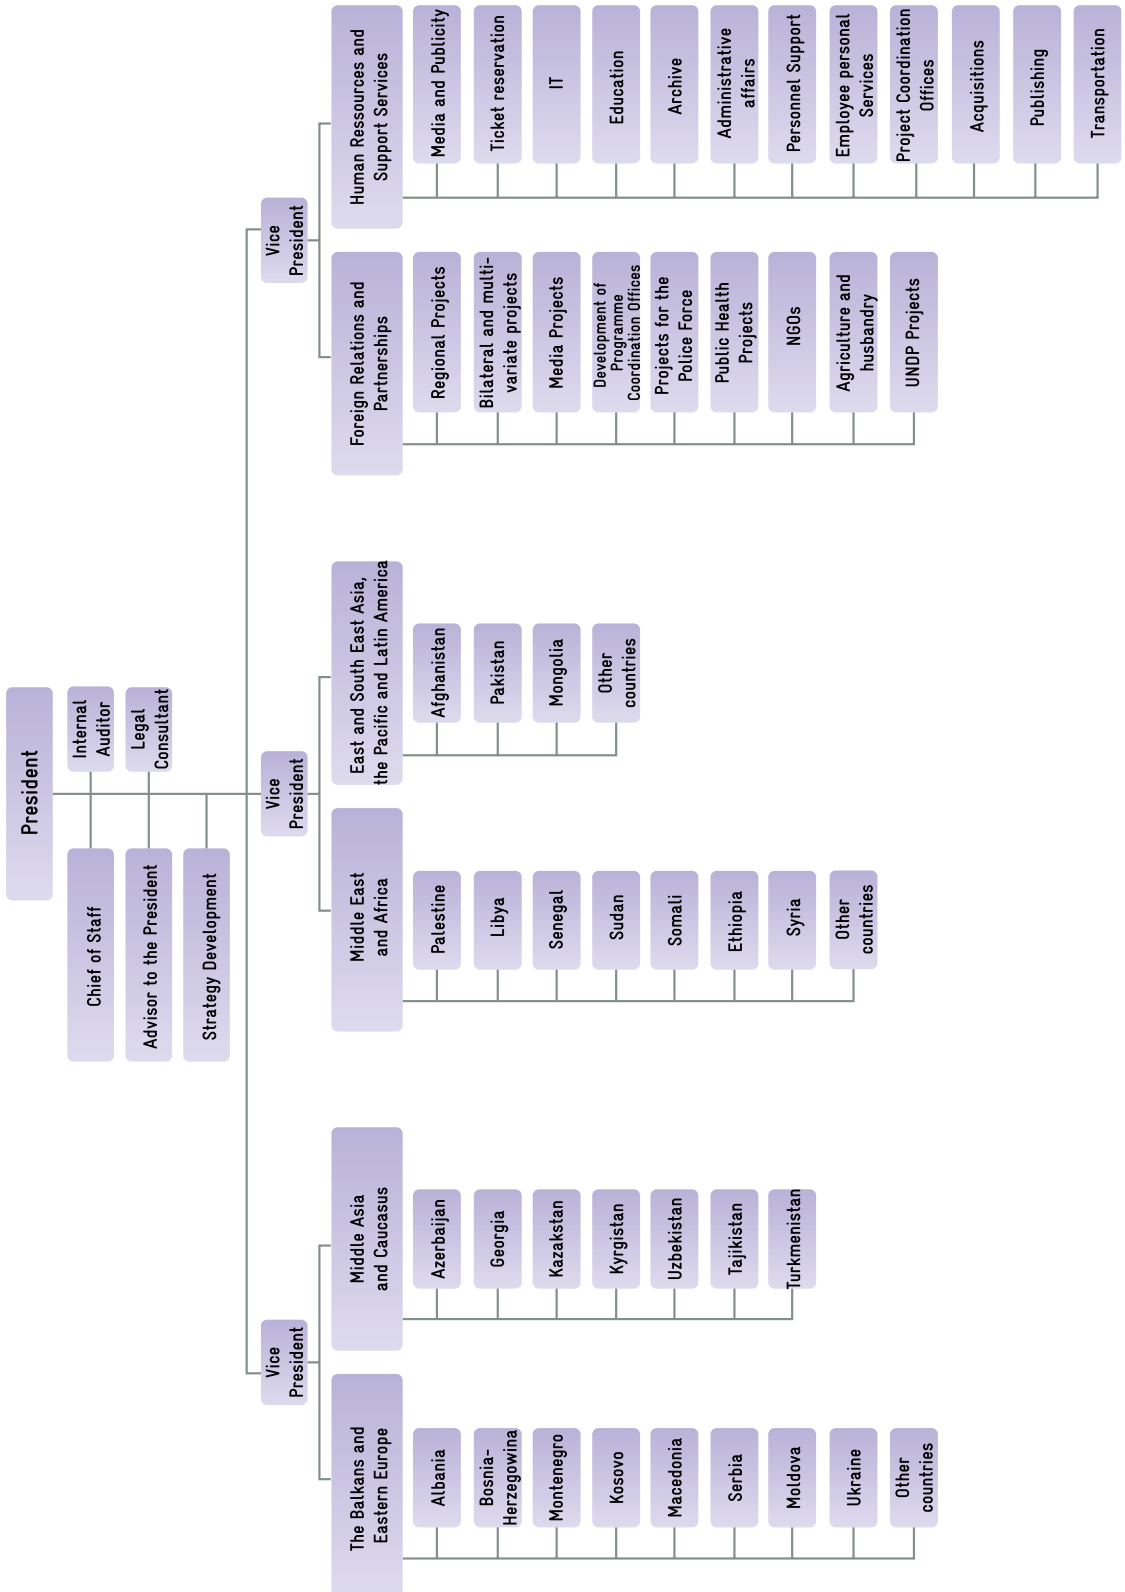 President
Chief of Staff
Internal
Auditor
Advisor to the President
Legal
Consultant
Strategy Development
Vice
President
The Balkans and
Eastern Europe
Albania
Bosnia-
Herzegowina
Montenegro
Kosovo
Macedonia
Serbia
Moldova
Ukraine
Other
countries
Middle Asia
and Caucasus
Azerbaijan
Georgia
Kazakstan
Kyrgistan
Uzbekistan
Tajikistan
Turkmenistan
Vice
President
Middle East
and Africa
Palestine
Libya
Senegal
Sudan
Somali
Ethiopia
Syria
Other
countries
East and South East Asia,
the Pacific and Latin America
Afghanistan
Pakistan
Mongolia
Other
countries
Vice
President
Foreign Relations and
Partnerships
Regional Projects
Bilateral and multi-
variate projects
Media Projects
Development of
Programme
Coordination Offices
Projects for the
Police Force
Public Health
Projects
NGOs
Agriculture and
husbandry
UNDP Projects
Human Ressources and
Support Services
Media and Publicity
Ticket reservation
IT
Education
Archive
Administrative
affairs
Personnel Support
Employee personal
Services
Project Coordination
Offices
Acquisitions
Publishing
Transportation